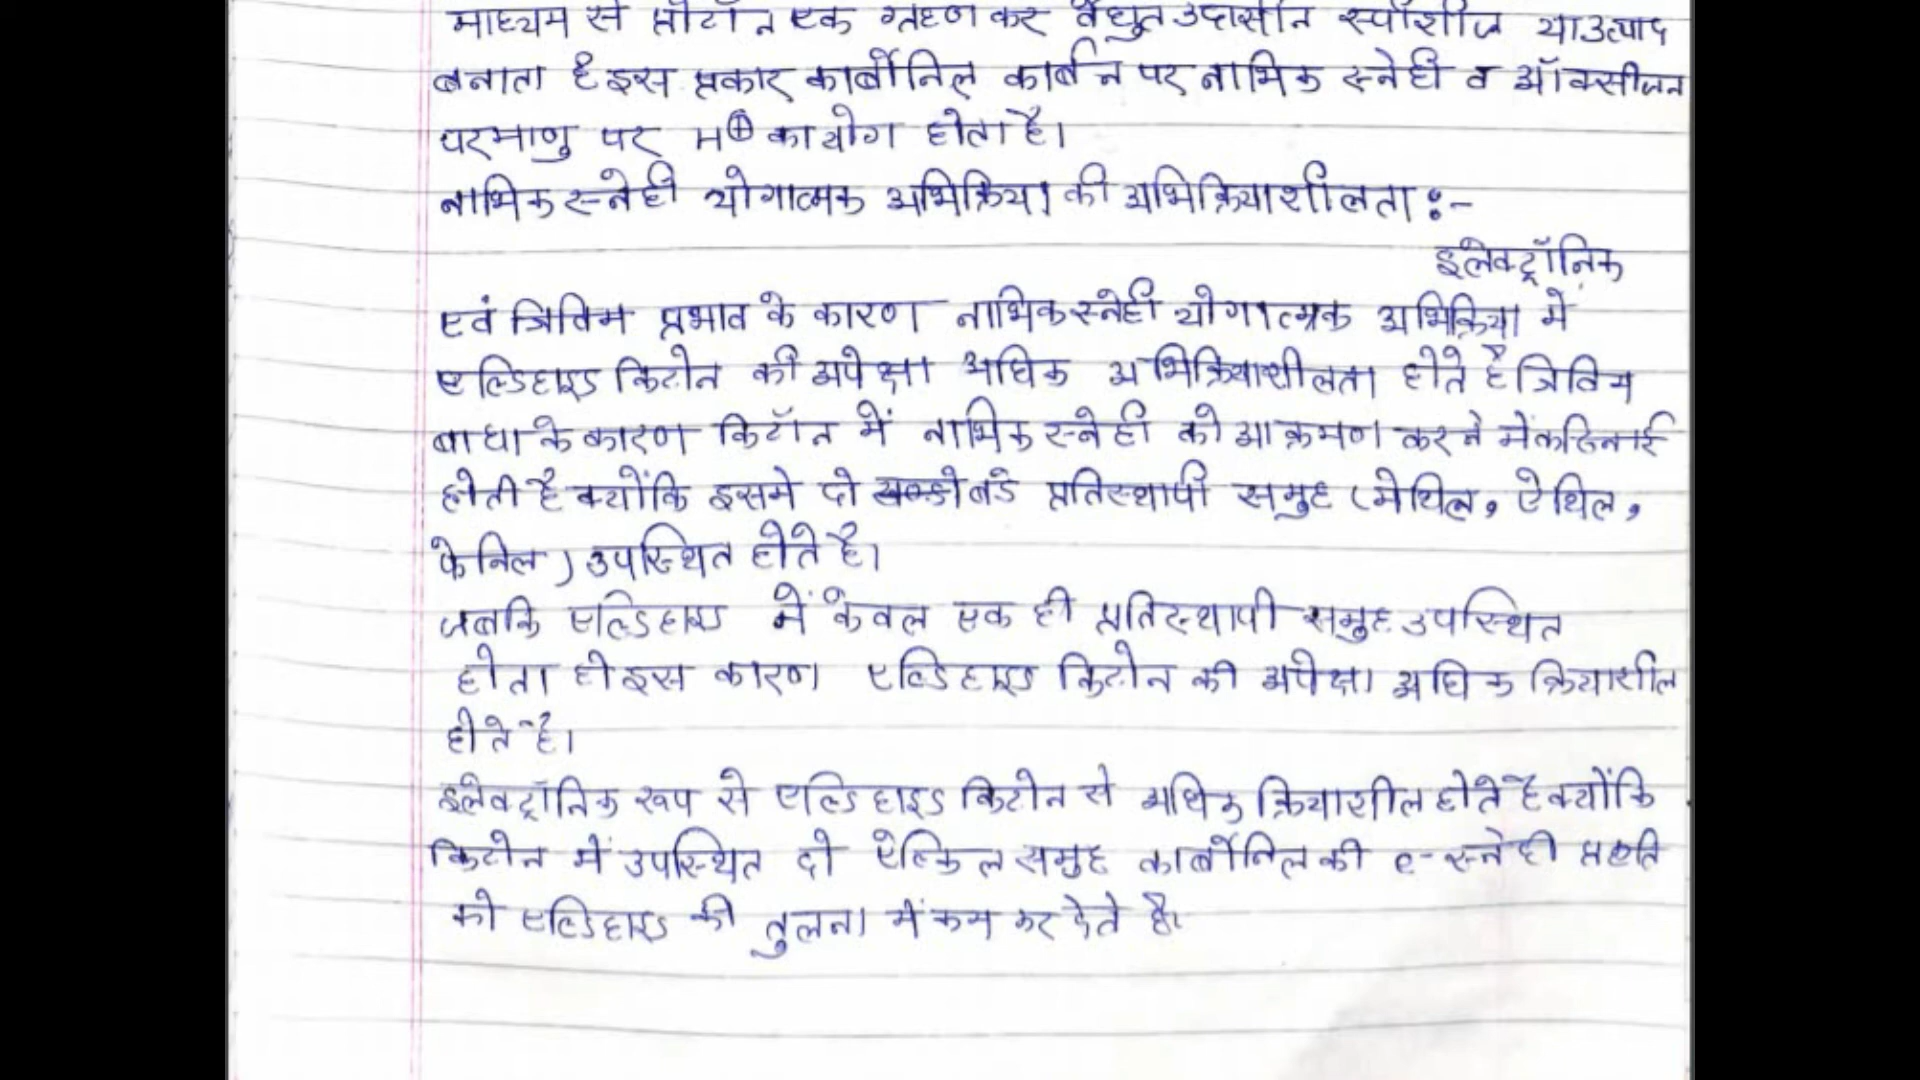 माध्यम से प्रोटॉन एक ग्रहण कर वैधुत उदासीन स्पीशीज या उत्पाद
बनाता है इस प्रकार कार्बोनिल कार्बन पर नाभिक स्नेही व ऑक्सीजन
परमाणु पर H⊕ का योग होता है।
नाभिक स्नेही योगात्मक अभिक्रिया की अभिक्रियाशीलता :-
इलेक्ट्रॉनिक
एवं त्रिविम प्रभाव के कारण नाभिकस्नेही योगात्मक अभिक्रिया में
एल्डिहाइड किटोन की अपेक्षा अधिक अभिक्रियाशीलता होते है त्रिविम
बाधा के कारण किटॉन में नाभिक स्नेही को आक्रमण करने में कठिनाई
होती है क्योंकि इसमे दो बडे प्रतिस्थापी समुह (मेथिल, ऐथिल,
फेनिल) उपस्थित होते है।
जबकि एल्डिहाइड में केवल एक ही प्रतिस्थापी समुह उपस्थित
होता ही इस कारण एल्डिहाइड किटोन की अपेक्षा अधिक क्रियाशील
होते है।
इलेक्ट्रॉनिक रूप से एल्डिहाइड किटोन से अधिक क्रियाशील होते है क्योंकि
किटोन में उपस्थित दो ऐल्किल समुह कार्बोनिल की e- स्नेही प्रकृति
को एल्डिहाइड की तुलना में कम कर देते है।